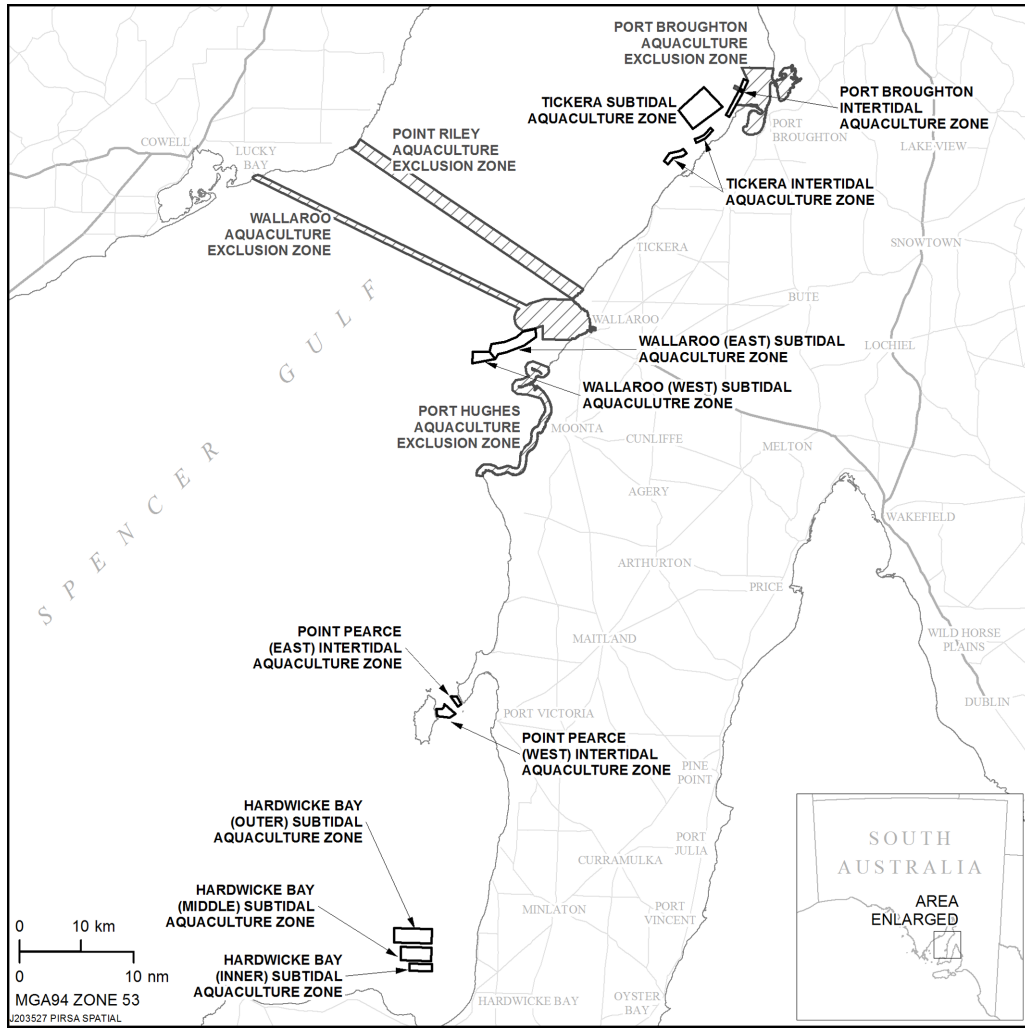 PORT BROUGHTON
AQUACULTURE
EXCLUSION ZONE
TICKERA SUBTIDAL
AQUACULTURE ZONE
PORT BROUGHTON
INTERTIDAL
AQUACULTURE ZONE
PORT
BROUGHTON
LAKE VIEW
COWELL
LUCKY
BAY
POINT RILEY
AQUACULTURE
EXCLUSION ZONE
TICKERA INTERTIDAL
AQUACULTURE ZONE
WALLAROO
AQUACULTURE
EXCLUSION ZONE
TICKERA
SNOWTOWN
BUTE
SPENCER GULF
WALLAROO
LOCHIEL
WALLAROO (EAST) SUBTIDAL
AQUACULTURE ZONE
WALLAROO (WEST) SUBTIDAL
AQUACULUTRE ZONE
PORT HUGHES
AQUACULTURE
EXCLUSION ZONE
MOONTA
CUNLIFFE
MELTON
AGERY
WAKEFIELD
ARTHURTON
PRICE
POINT PEARCE
(EAST) INTERTIDAL
AQUACULTURE ZONE
MAITLAND
WILD HORSE
PLAINS
DUBLIN
PORT VICTORIA
POINT PEARCE
(WEST) INTERTIDAL
AQUACULTURE ZONE
PINE
POINT
HARDWICKE BAY
(OUTER) SUBTIDAL
AQUACULTURE ZONE
PORT
JULIA
CURRAMULKA
SOUTH
AUSTRALIA
AREA
ENLARGED
HARDWICKE BAY
(MIDDLE) SUBTIDAL
AQUACULTURE ZONE
MINLATON
PORT
VINCENT
HARDWICKE BAY
(INNER) SUBTIDAL
AQUACULTURE ZONE
HARDWICKE BAY
OYSTER
BAY
0 10 km
0 10 nm
MGA94 ZONE 53
J203527 PIRSA SPATIAL